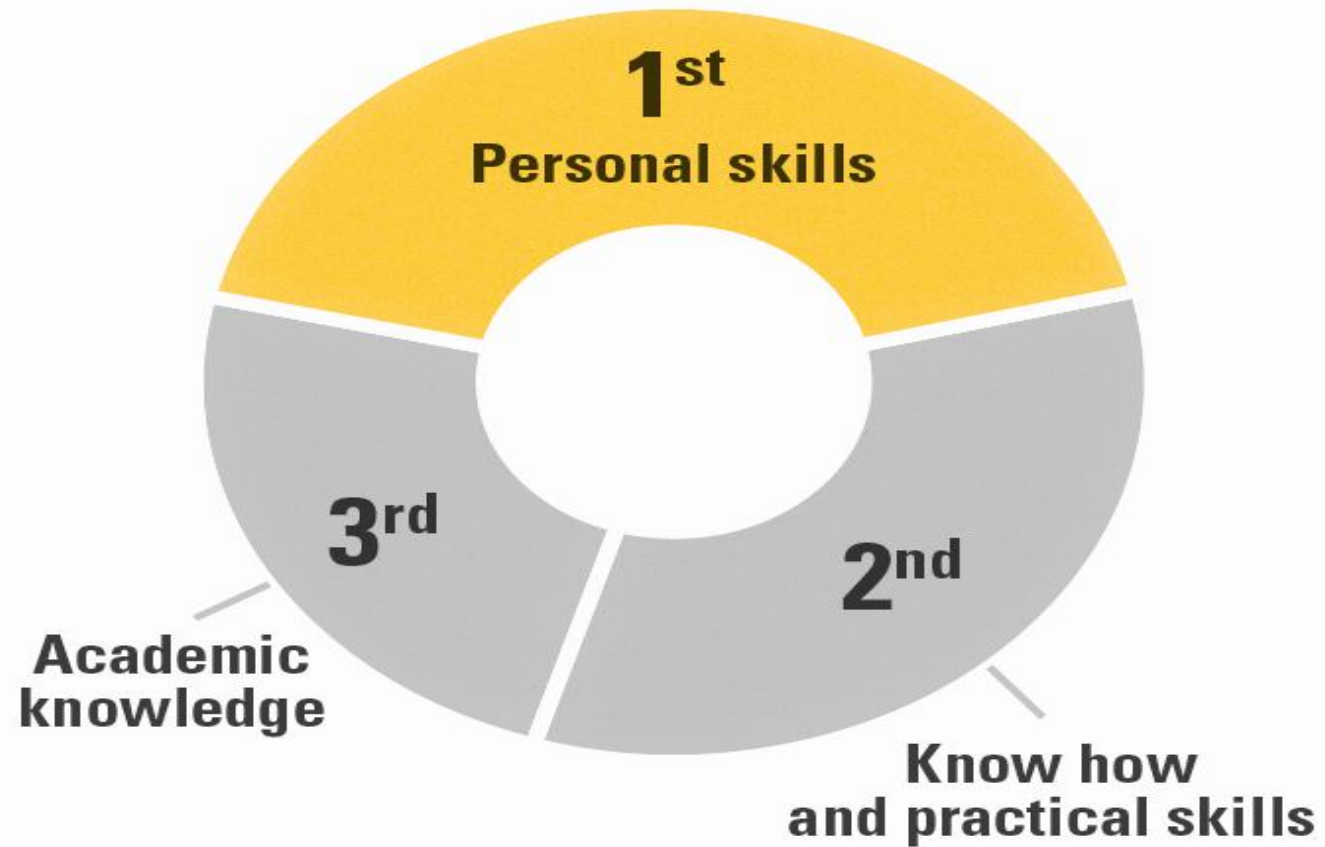 1st
Personal skills
2nd
Know how
and practical skills
3rd
Academic
knowledge